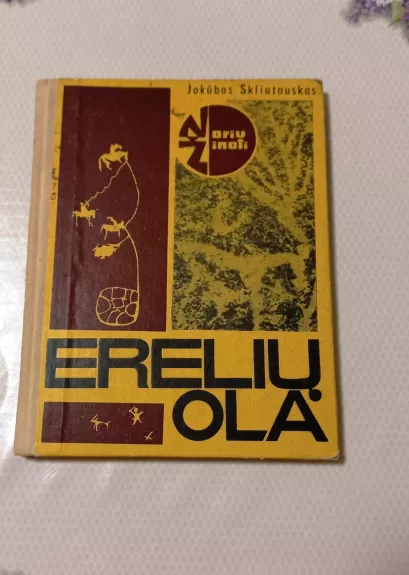 Jokūbas Skliutauskas
Noriu
Žinoti
ERELIŲ
OLA